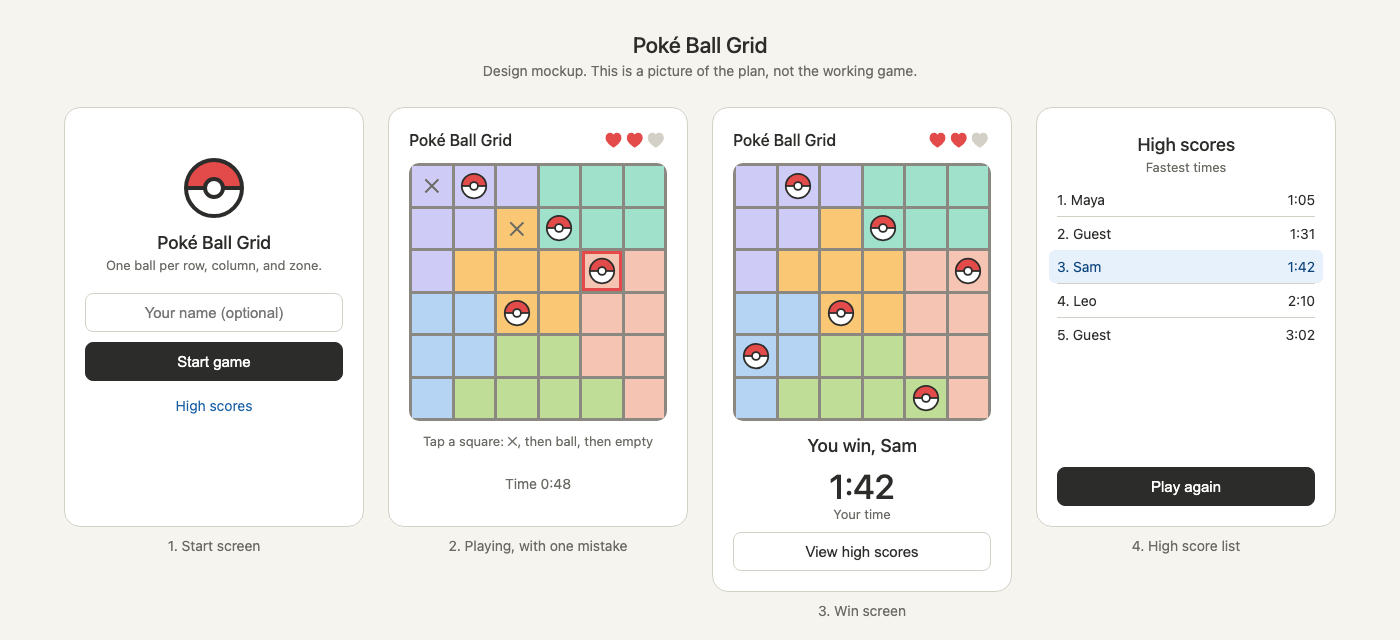 Poké Ball Grid
Design mockup. This is a picture of the plan, not the working game.
Poké Ball Grid
One ball per row, column, and zone.
Your name (optional)
Start game
High scores
1. Start screen
Poké Ball Grid
Tap a square: ✕, then ball, then empty
Time 0:48
2. Playing, with one mistake
Poké Ball Grid
You win, Sam
1:42
Your time
View high scores
3. Win screen
High scores
Fastest times
1. Maya 1:05
2. Guest 1:31
3. Sam 1:42
4. Leo 2:10
5. Guest 3:02
Play again
4. High score list